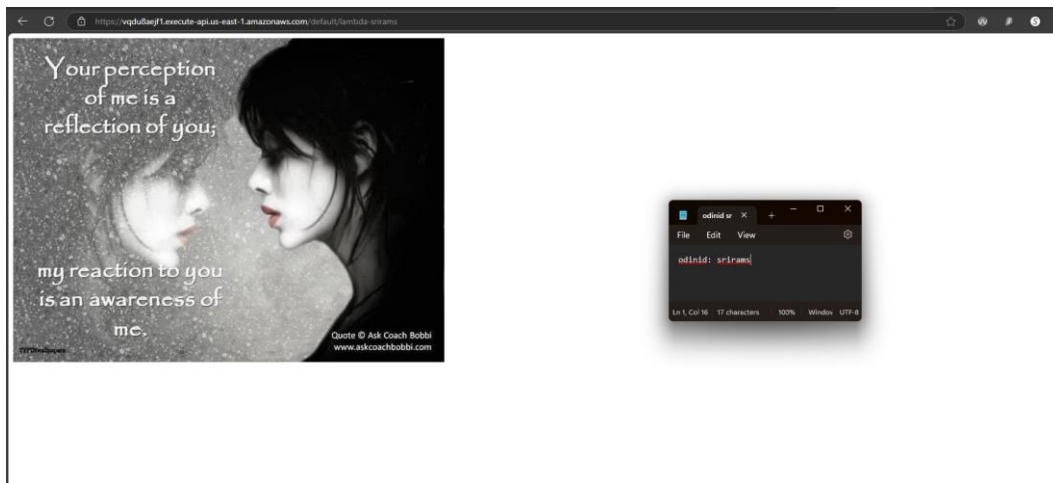 https://vqdu8aejf1.execute-api.us-east-1.amazonaws.com/default/lambda-srirams
Your perception
of me is a
reflection of you;
my reaction to you
is an awareness of
me.
Quote © Ask Coach Bobbi
www.askcoachbobbi.com
odinid sr
File Edit View
odinid: srirams
Ln 1, Col 16 17 characters 100% Window UTF-8